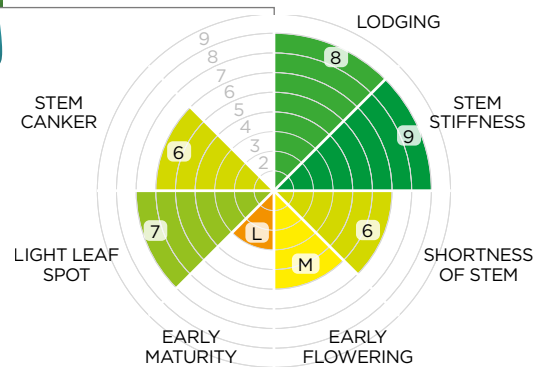 LODGING
9
8
7
6
5
4
3
2
8
STEM
STIFFNESS
9
STEM
CANKER
6
6
SHORTNESS
OF STEM
7
LIGHT LEAF
SPOT
L
M
EARLY
MATURITY
EARLY
FLOWERING